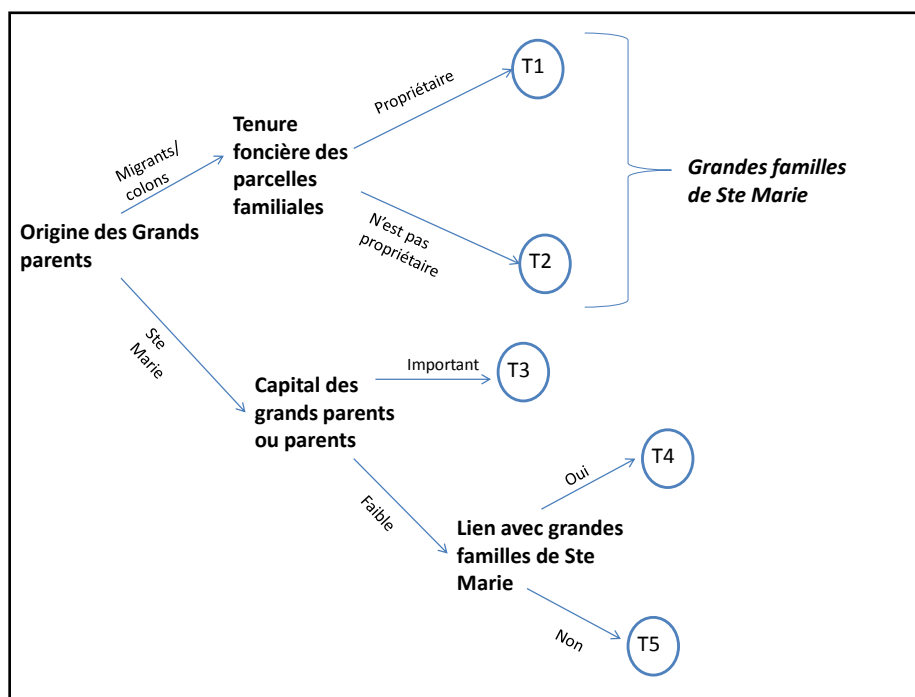 T1
Propriétaire
Tenure
foncière des
parcelles
familiales
Migrants/
colons
Grandes familles
de Ste Marie
Origine des Grands
parents
N'est pas
propriétaire
T2
Ste
Marie
Important
T3
Capital des
grands parents
ou parents
T4
Oui
Faible
Lien avec grandes
familles de Ste
Marie
Non
T5